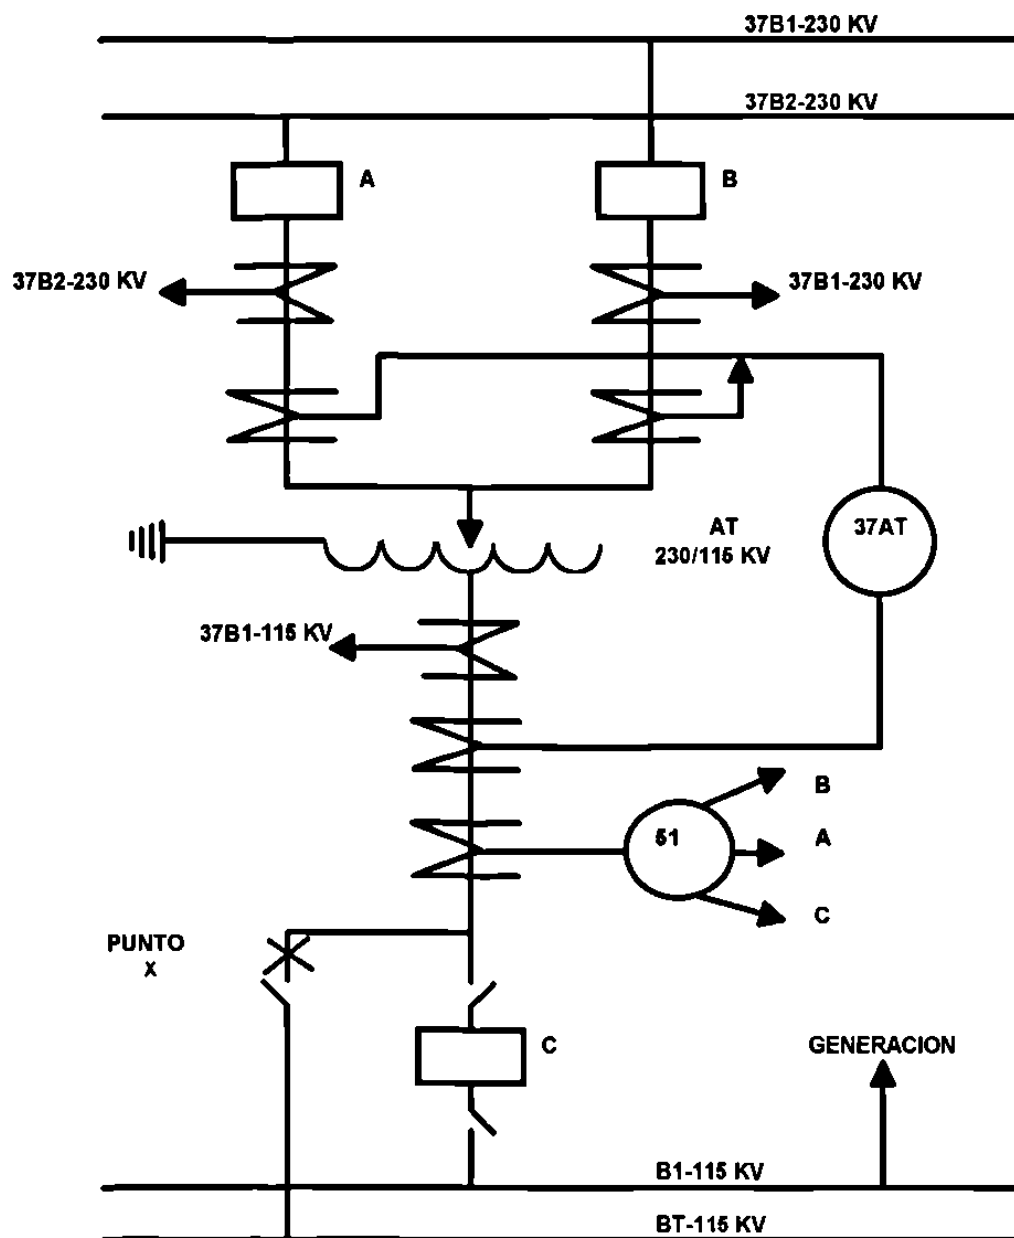 37B1-230 KV
37B2-230 KV
A
B
37B2-230 KV
37B1-230 KV
AT
230/115 KV
37AT
37B1-115 KV
51
B
A
C
PUNTO
X
C
GENERACION
B1-115 KV
BT-115 KV